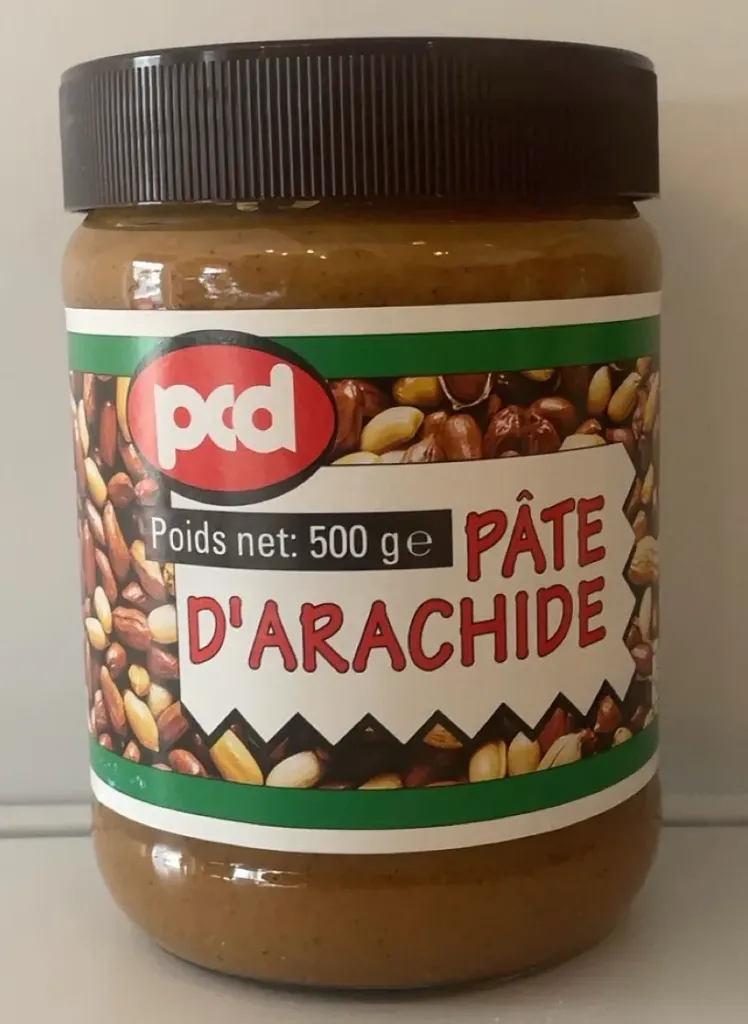 pcd
Poids net: 500 g ℮
PÂTE
D'ARACHIDE